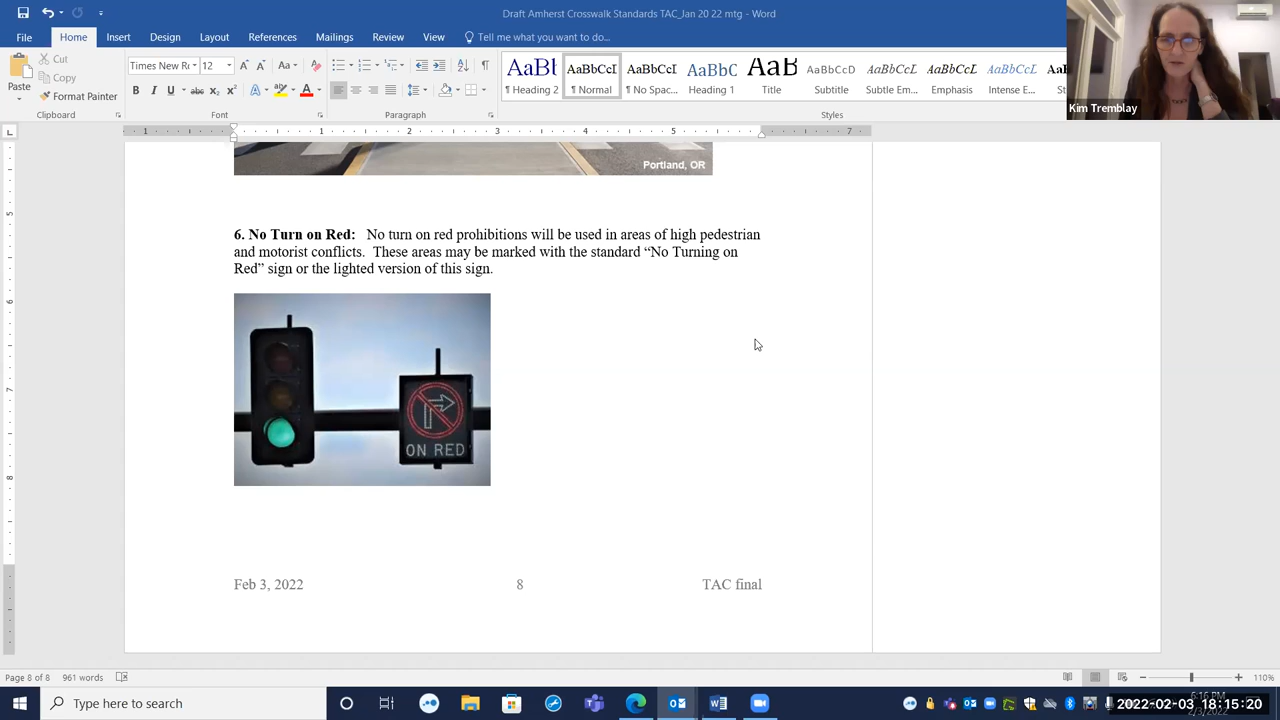 Draft Amherst Crosswalk Standards TAC_Jan 20 22 mtg - Word
File Home Insert Design Layout References Mailings Review View Tell me what you want to do...
Paste
Cut
Copy
Format Painter
Clipboard
Times New Ro 12
Font
Paragraph
¶ Heading 2 ¶ Normal ¶ No Spac... Heading 1 Title Subtitle Subtle Em... Emphasis Intense E...
Styles
Kim Tremblay
Portland, OR
6. No Turn on Red: No turn on red prohibitions will be used in areas of high pedestrian
and motorist conflicts. These areas may be marked with the standard “No Turning on
Red” sign or the lighted version of this sign.
ON RED
Feb 3, 2022 8 TAC final
Page 8 of 8 961 words
110%
Type here to search
6:16 PM
2022-02-03 18:15:20
2/3/2022